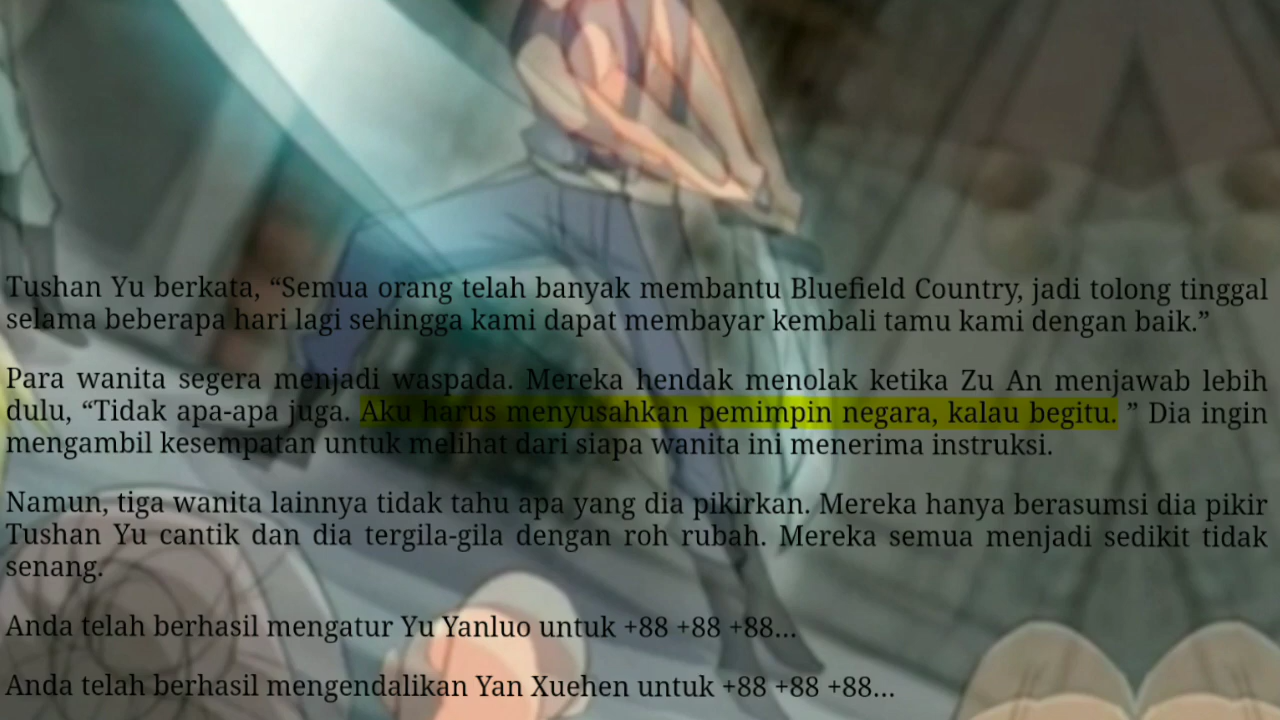 Tushan Yu berkata, “Semua orang telah banyak membantu Bluefield Country, jadi tolong tinggal
selama beberapa hari lagi sehingga kami dapat membayar kembali tamu kami dengan baik.”
Para wanita segera menjadi waspada. Mereka hendak menolak ketika Zu An menjawab lebih
dulu, “Tidak apa-apa juga. Aku harus menyusahkan pemimpin negara, kalau begitu. ” Dia ingin
mengambil kesempatan untuk melihat dari siapa wanita ini menerima instruksi.
Namun, tiga wanita lainnya tidak tahu apa yang dia pikirkan. Mereka hanya berasumsi dia pikir
Tushan Yu cantik dan dia tergila-gila dengan roh rubah. Mereka semua menjadi sedikit tidak
senang.
Anda telah berhasil mengatur Yu Yanluo untuk +88 +88 +88…
Anda telah berhasil mengendalikan Yan Xuehen untuk +88 +88 +88…